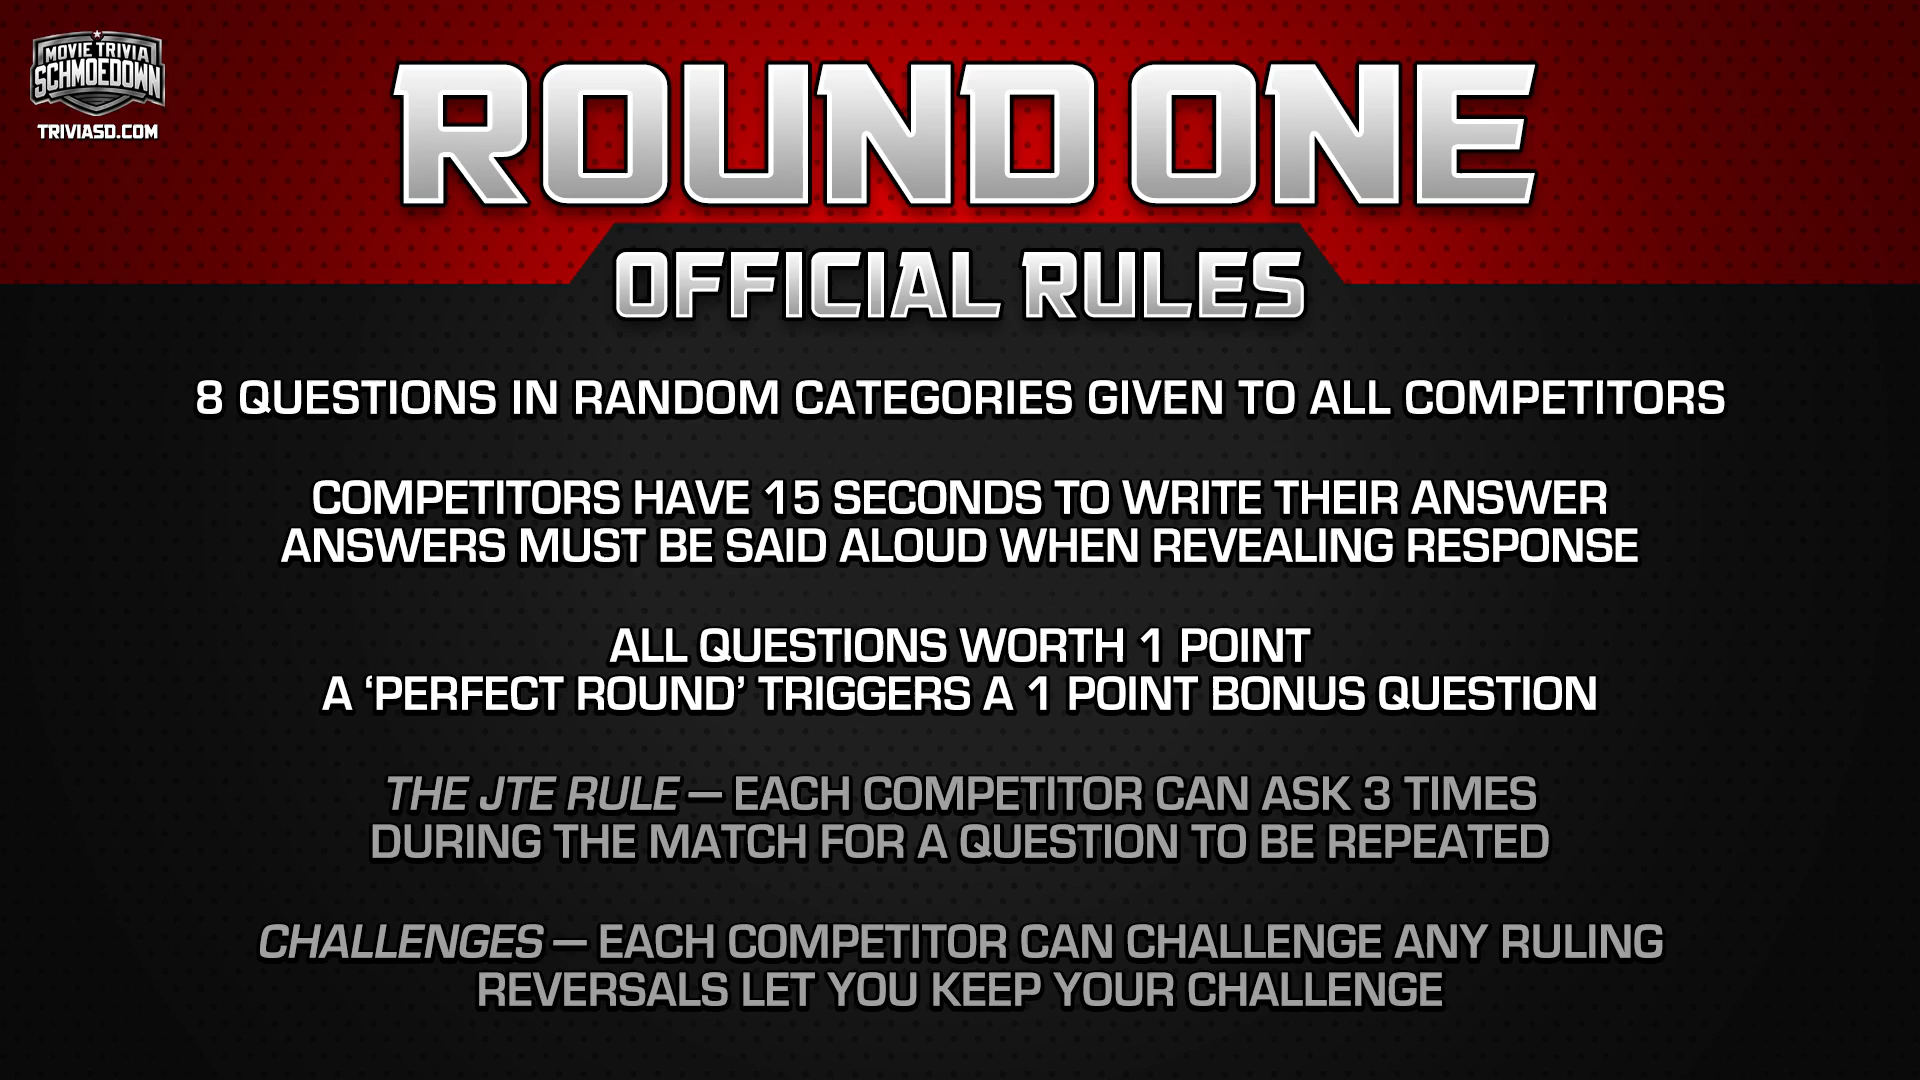 MOVIE TRIVIA
SCHMOEDOWN
TRIVIASD.COM
ROUND ONE
OFFICIAL RULES
8 QUESTIONS IN RANDOM CATEGORIES GIVEN TO ALL COMPETITORS
COMPETITORS HAVE 15 SECONDS TO WRITE THEIR ANSWER
ANSWERS MUST BE SAID ALOUD WHEN REVEALING RESPONSE
ALL QUESTIONS WORTH 1 POINT
A ‘PERFECT ROUND’ TRIGGERS A 1 POINT BONUS QUESTION
THE JTE RULE — EACH COMPETITOR CAN ASK 3 TIMES
DURING THE MATCH FOR A QUESTION TO BE REPEATED
CHALLENGES — EACH COMPETITOR CAN CHALLENGE ANY RULING
REVERSALS LET YOU KEEP YOUR CHALLENGE